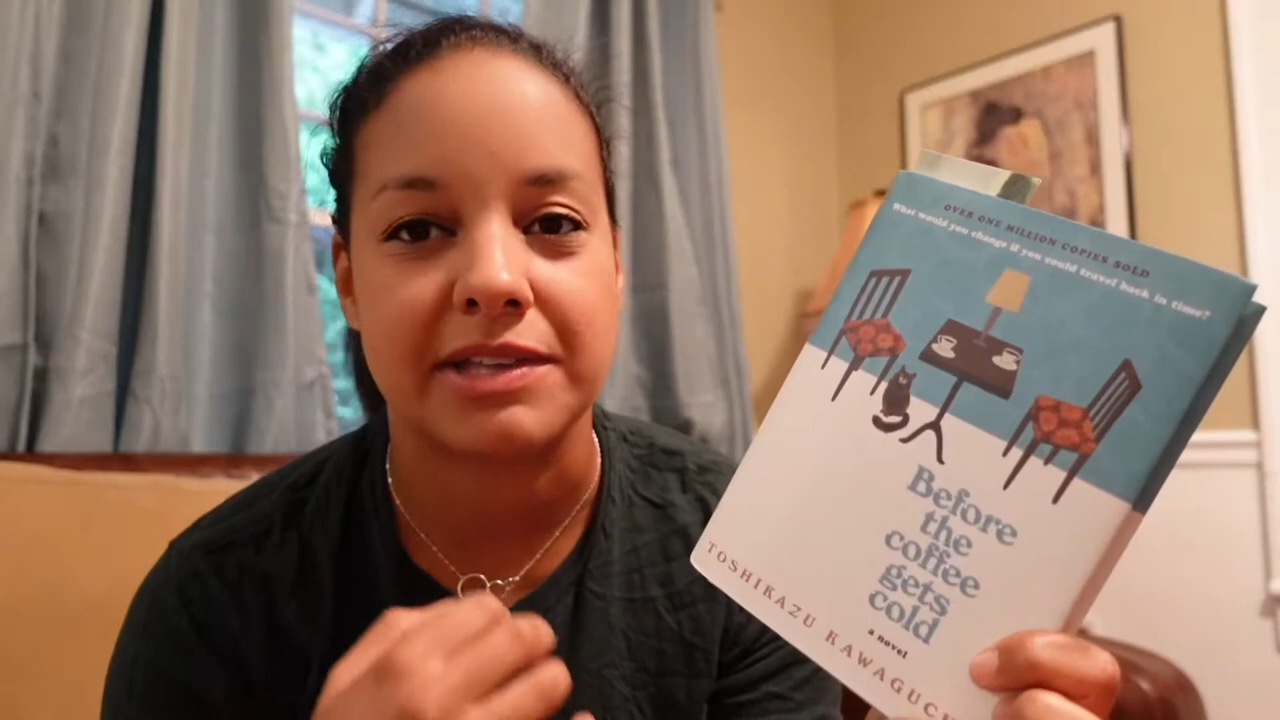 OVER ONE MILLION COPIES SOLD
What would you change if you could travel back in time?
Before
the
coffee
gets
cold
a novel
TOSHIKAZU KAWAGUC